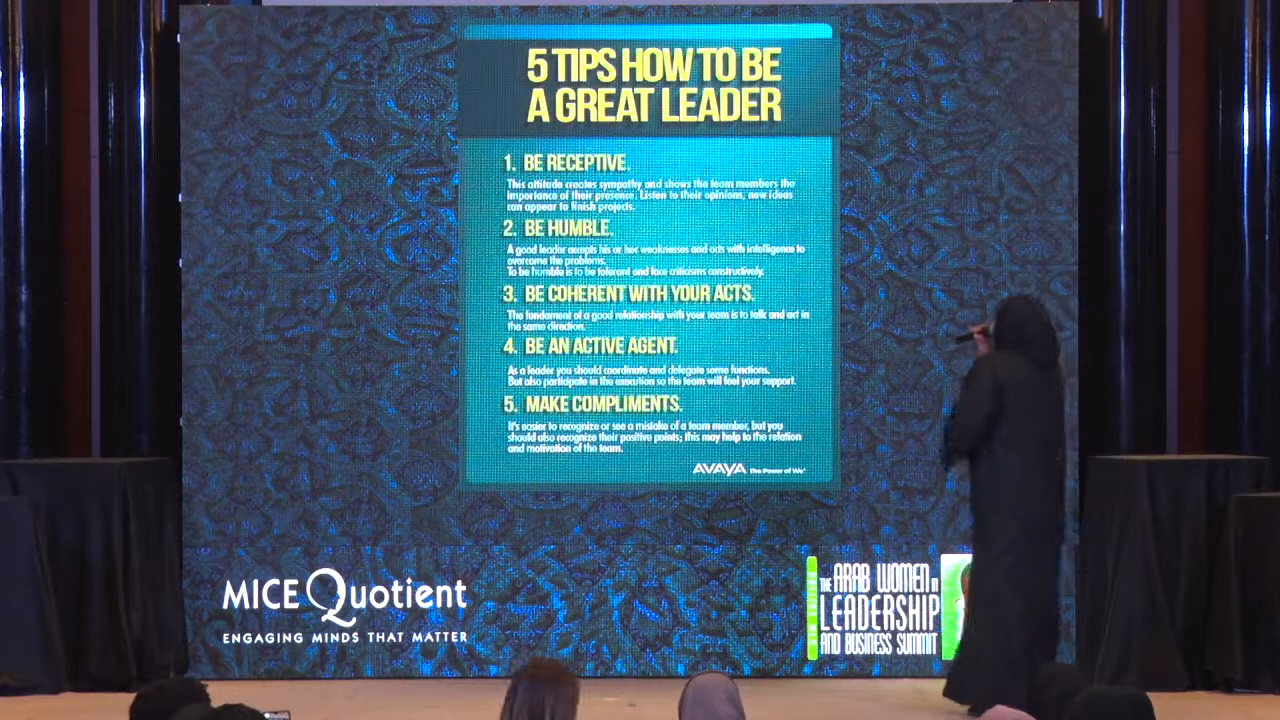 5 TIPS HOW TO BE
A GREAT LEADER
1. BE RECEPTIVE.
This attitude creates sympathy and shows the team members the
importance of their presence. Listen to their opinions, new ideas
can appear to finish projects.
2. BE HUMBLE.
A good leader accepts his or her weaknesses and acts with intelligence to
overcome the problems.
To be humble is to be tolerant and face criticisms constructively.
3. BE COHERENT WITH YOUR ACTS.
The fundament of a good relationship with your team is to talk and act in
the same direction.
4. BE AN ACTIVE AGENT.
As a leader you should coordinate and delegate some functions.
But also participate in the execution so the team will feel your support.
5. MAKE COMPLIMENTS.
It's easier to recognize or see a mistake of a team member, but you
should also recognize their positive points; this may help to the relation
and motivation of the team.
AVAYA The Power of We™
MICE Quotient
ENGAGING MINDS THAT MATTER
THE ARAB WOMEN IN
LEADERSHIP
AND BUSINESS SUMMIT